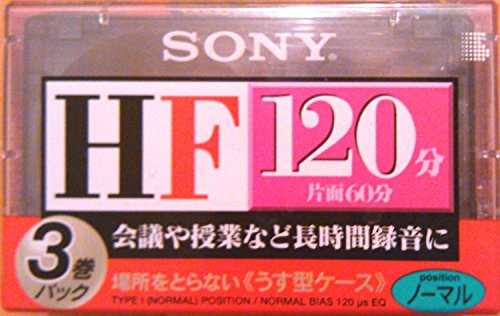 SONY
HF 120分
片面60分
会議や授業など長時間録音に
3巻パック
場所をとらない《うす型ケース》
TYPE I (NORMAL) POSITION / NORMAL BIAS 120 μs EQ
position
ノーマル